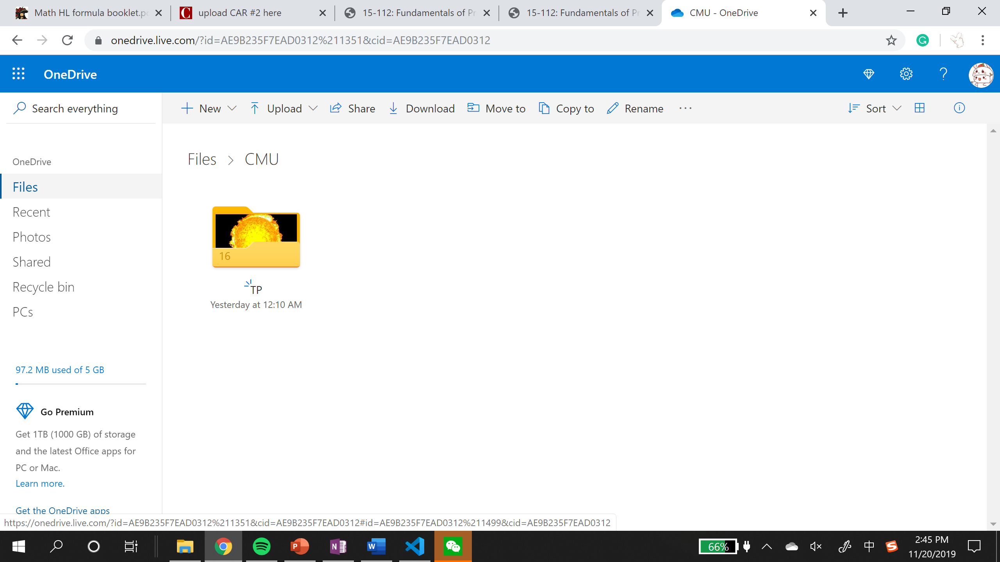 Math HL formula booklet.pd
upload CAR #2 here
15-112: Fundamentals of Pr
15-112: Fundamentals of Pr
CMU - OneDrive
onedrive.live.com/?id=AE9B235F7EAD0312%211351&cid=AE9B235F7EAD0312
OneDrive
Search everything
New
Upload
Share
Download
Move to
Copy to
Rename
Sort
Files > CMU
OneDrive
Files
Recent
Photos
Shared
Recycle bin
PCs
16
TP
Yesterday at 12:10 AM
97.2 MB used of 5 GB
Go Premium
Get 1TB (1000 GB) of storage
and the latest Office apps for
PC or Mac.
Learn more.
Get the OneDrive apps
https://onedrive.live.com/?id=AE9B235F7EAD0312%211351&cid=AE9B235F7EAD0312#id=AE9B235F7EAD0312%211499&cid=AE9B235F7EAD0312
66%
中
2:45 PM
11/20/2019